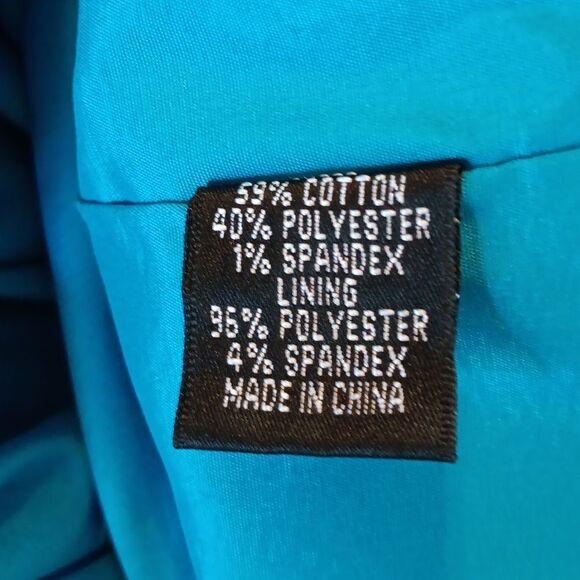 59% COTTON
40% POLYESTER
1% SPANDEX
LINING
96% POLYESTER
4% SPANDEX
MADE IN CHINA